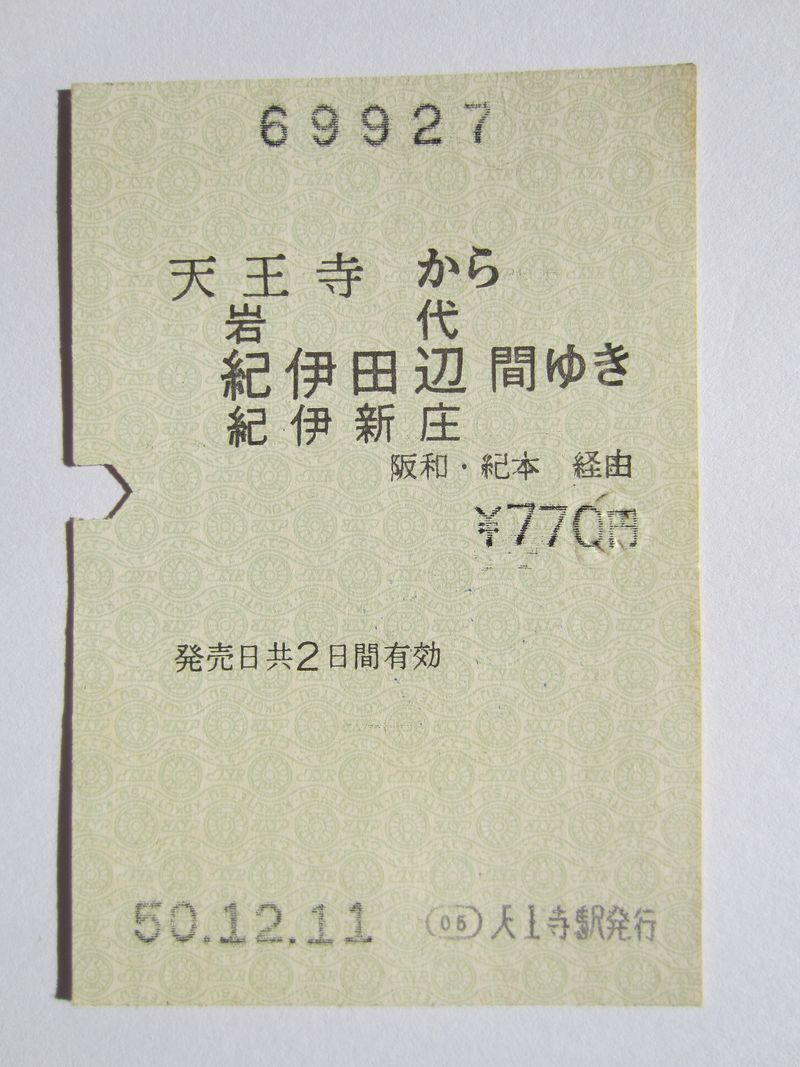 69927
天王寺 から
岩代
紀伊田辺 間ゆき
紀伊新庄
阪和・紀本 経由
¥770円
発売日共2日間有効
50.12.11 05 天王寺駅発行